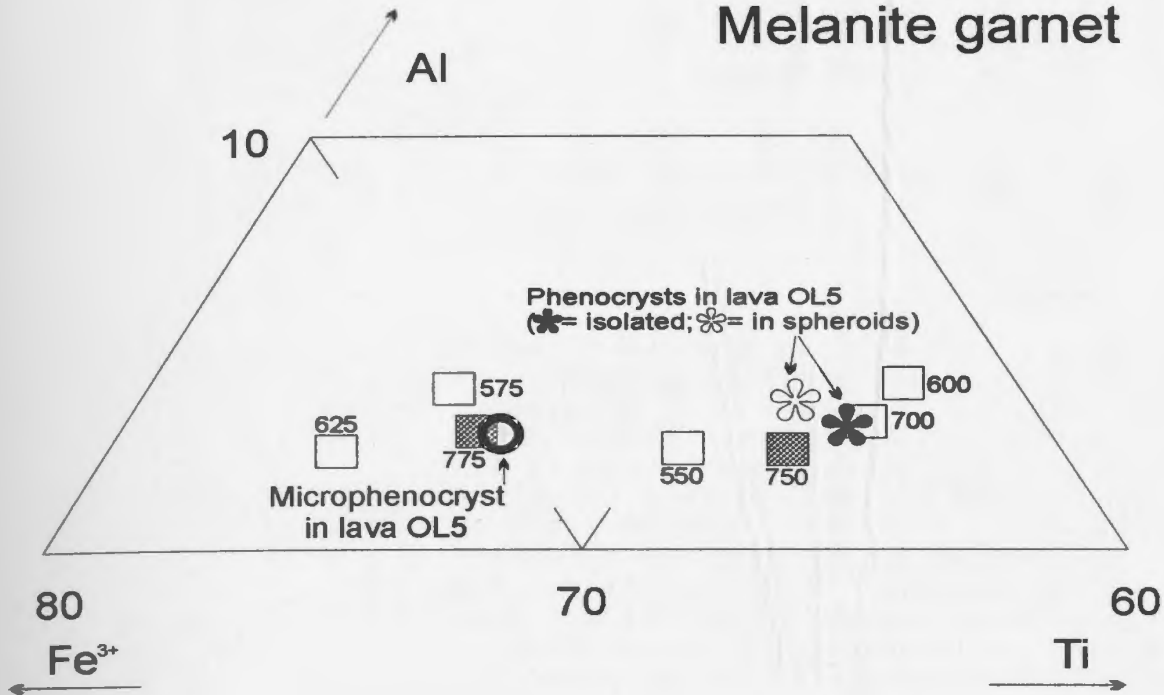 Melanite garnet
Al
10
Phenocrysts in lava OL5
(✱= isolated; ❀= in spheroids)
575
600
625
700
775
550
750
Microphenocryst
in lava OL5
80
70
60
Fe³⁺
Ti